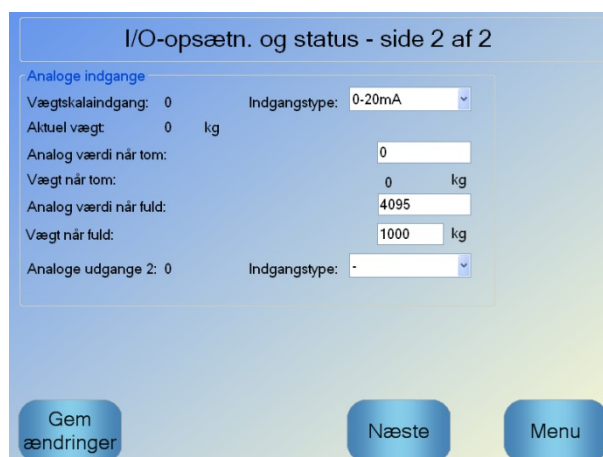 I/O-opsætn. og status - side 2 af 2
Analoge indgange
Vægtskalaindgang: 0 Indgangstype: 0-20mA
Aktuel vægt: 0 kg
Analog værdi når tom: 0
Vægt når tom: 0 kg
Analog værdi når fuld: 4095
Vægt når fuld: 1000 kg
Analoge udgange 2: 0 Indgangstype: -
Gem
ændringer
Næste
Menu